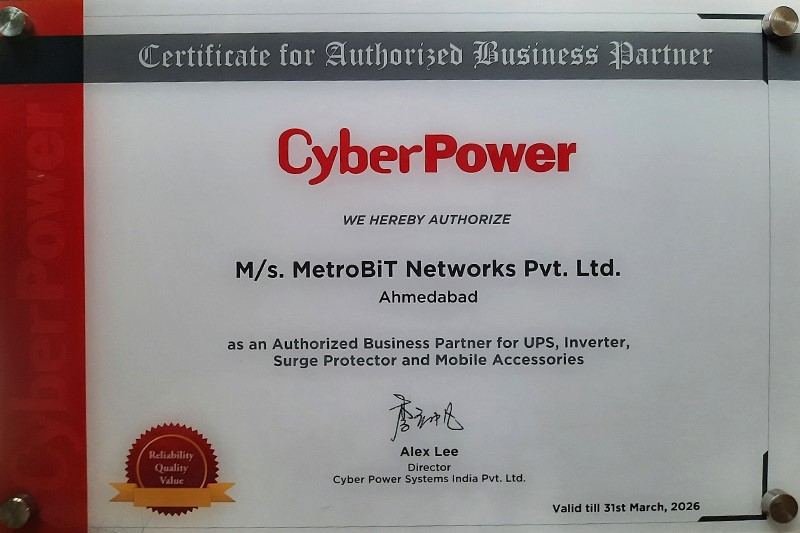 Certificate for Authorized Business Partner
CyberPower
CyberPower
WE HEREBY AUTHORIZE
M/s. MetroBiT Networks Pvt. Ltd.
Ahmedabad
as an Authorized Business Partner for UPS, Inverter,
Surge Protector and Mobile Accessories
Alex Lee
Director
Cyber Power Systems India Pvt. Ltd.
Reliability
Quality
Value
Valid till 31st March, 2026